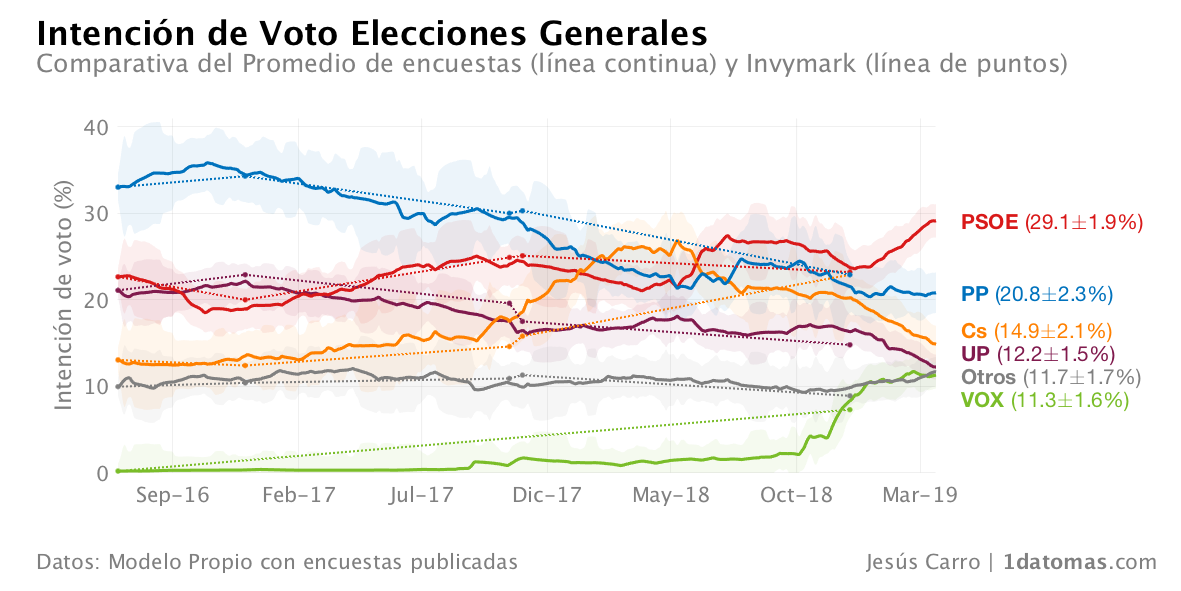 Intención de Voto Elecciones Generales
Comparativa del Promedio de encuestas (línea continua) y Invymark (línea de puntos)
Intención de voto (%)
40
30
20
10
0
Sep-16 Feb-17 Jul-17 Dic-17 May-18 Oct-18 Mar-19
PSOE (29.1±1.9%)
PP (20.8±2.3%)
Cs (14.9±2.1%)
UP (12.2±1.5%)
Otros (11.7±1.7%)
VOX (11.3±1.6%)
Datos: Modelo Propio con encuestas publicadas
Jesús Carro | 1datomas.com